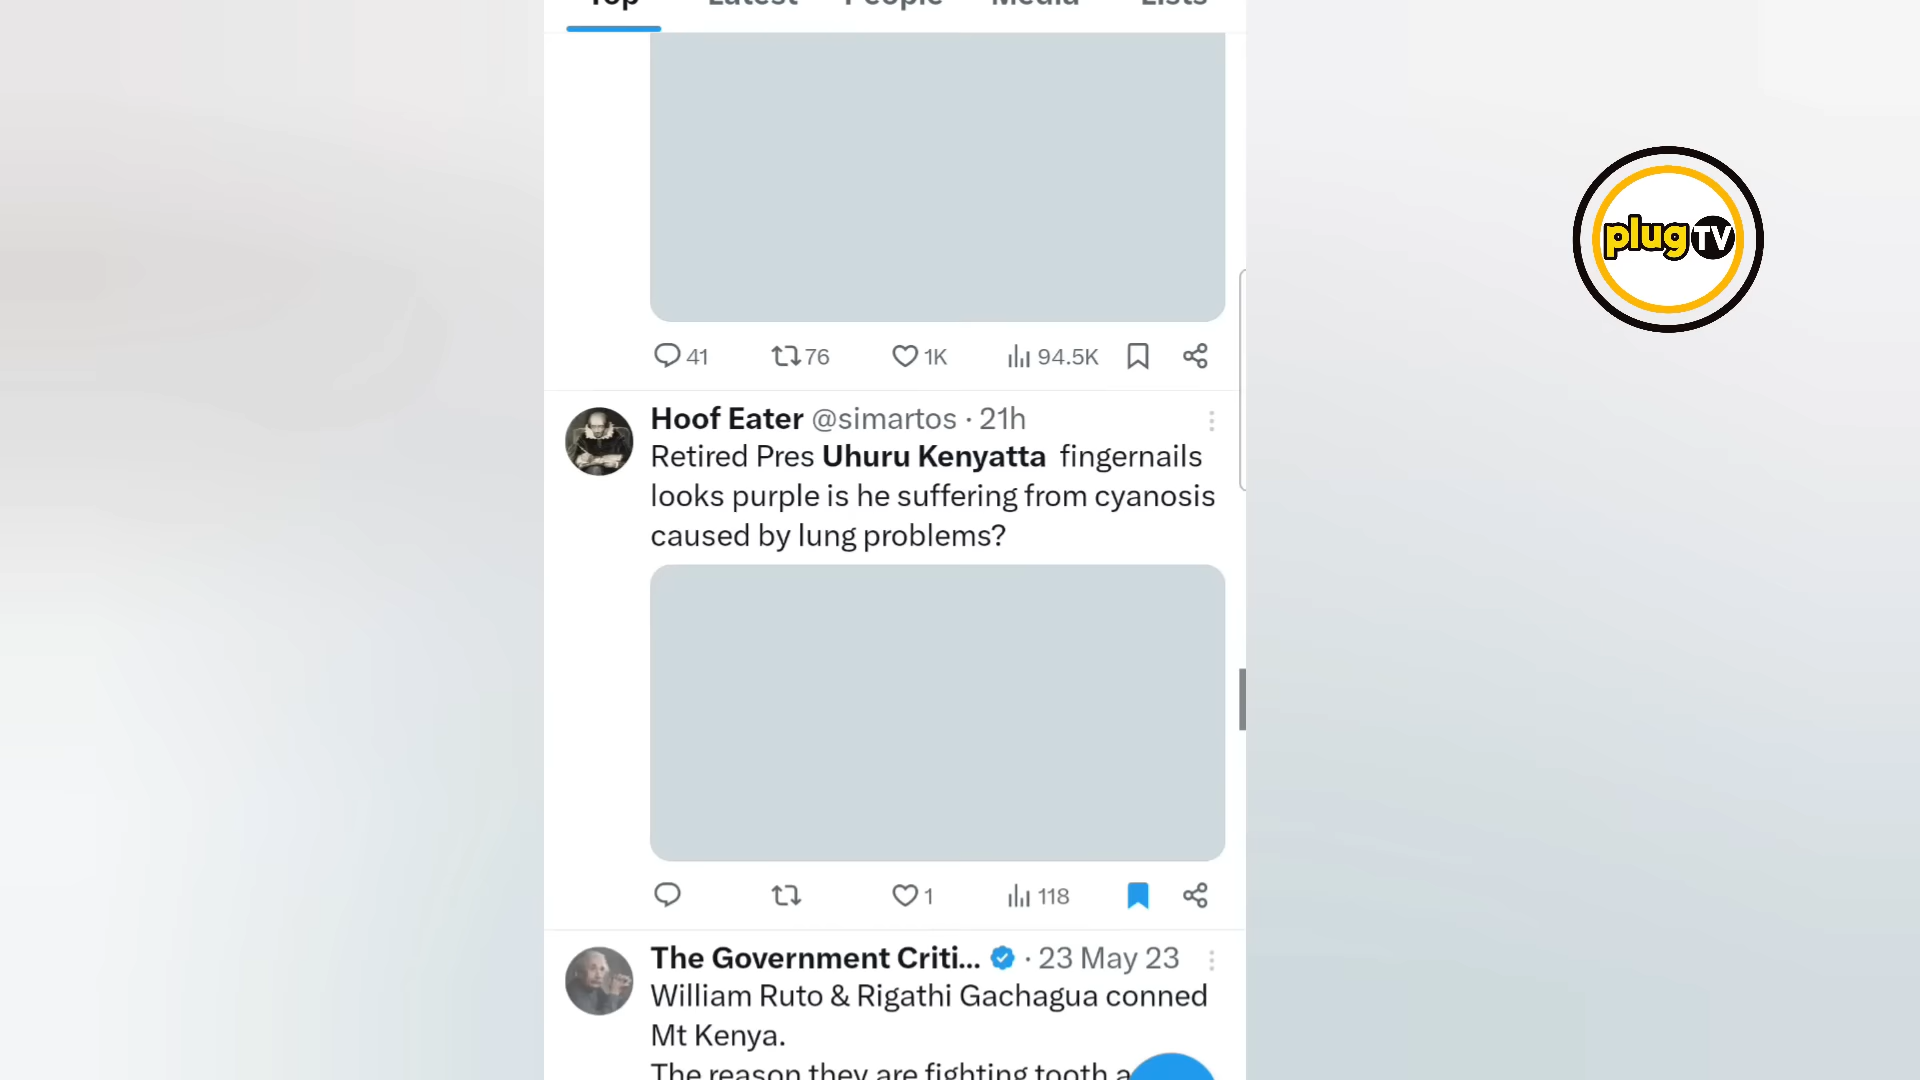 Top Latest People Media Lists
41 76 1K 94.5K
plug TV
Hoof Eater @simartos · 21h
Retired Pres Uhuru Kenyatta fingernails
looks purple is he suffering from cyanosis
caused by lung problems?
1 118
The Government Criti... · 23 May 23
William Ruto & Rigathi Gachagua conned
Mt Kenya.
The reason they are fighting tooth a